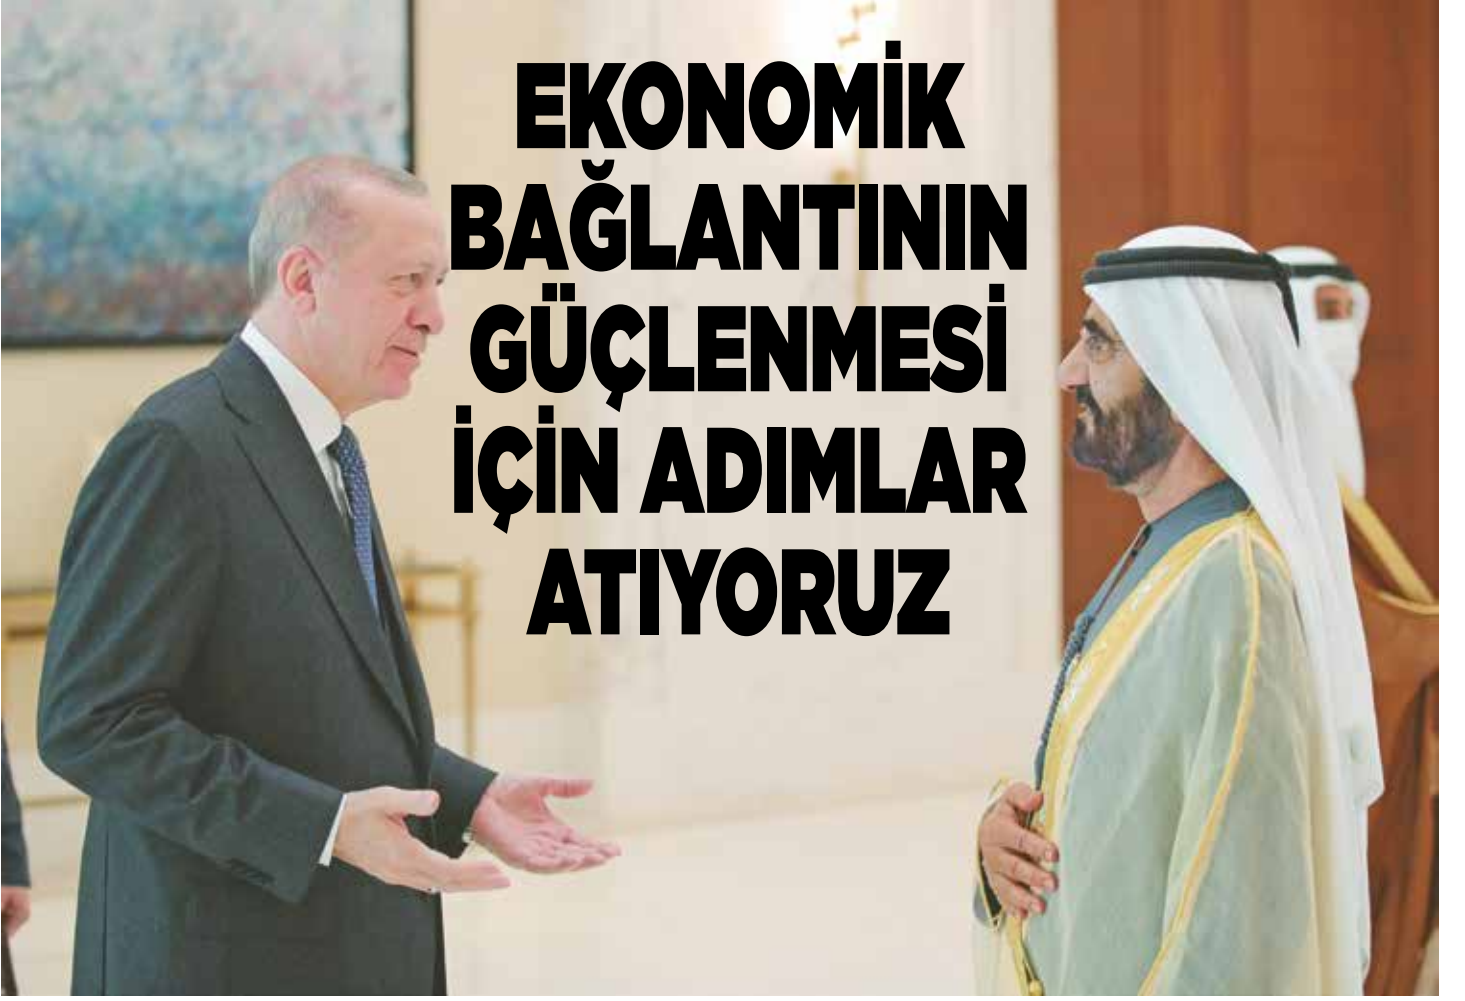 EKONOMİK
BAĞLANTININ
GÜÇLENMESİ
İÇİN ADIMLAR
ATIYORUZ